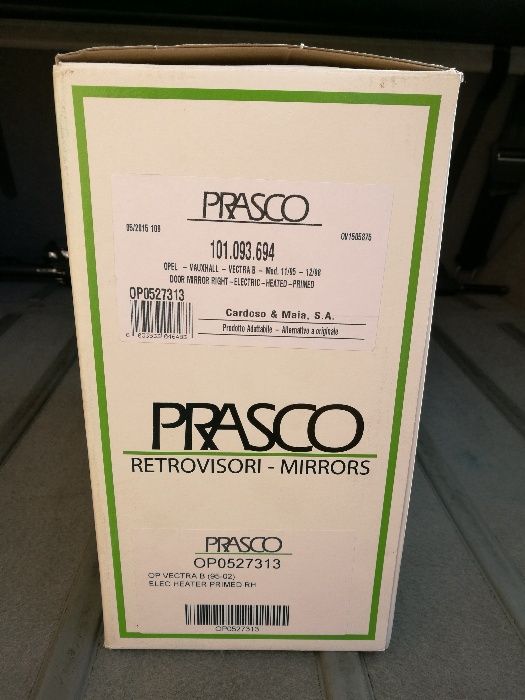 PRASCO
05/2015 109
OV1505875
101.093.694
OPEL - VAUXHALL - VECTRA B - Mod. 11/95 - 12/98
DOOR MIRROR RIGHT-ELECTRIC-HEATED-PRIMED
OP0527313
Cardoso & Maia, S.A.
Prodotto Adattabile - Alternativo a originale
PRASCO
RETROVISORI - MIRRORS
PRASCO
OP0527313
OP VECTRA B (95-02)
ELEC HEATER PRIMED RH
OP0527313